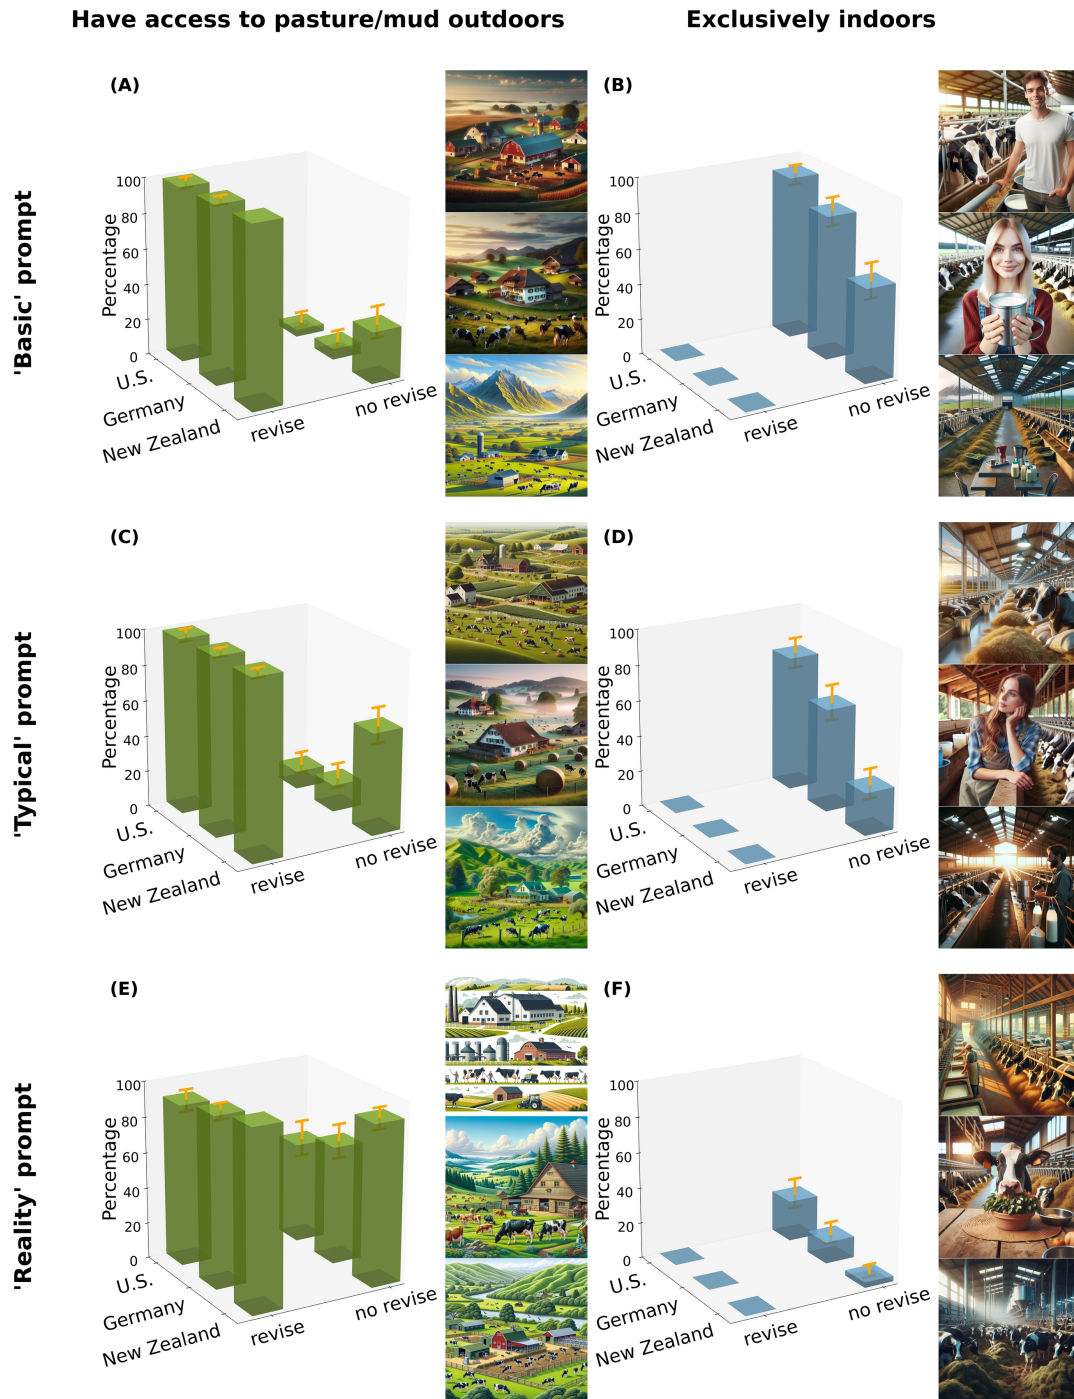 Have access to pasture/mud outdoors
Exclusively indoors
'Basic' prompt
(A)
100
80
60
40
20
0
Percentage
U.S.
Germany
New Zealand
revise
no revise
(B)
100
80
60
40
20
0
Percentage
U.S.
Germany
New Zealand
revise
no revise
'Typical' prompt
(C)
100
80
60
40
20
0
Percentage
U.S.
Germany
New Zealand
revise
no revise
(D)
100
80
60
40
20
0
Percentage
U.S.
Germany
New Zealand
revise
no revise
'Reality' prompt
(E)
100
80
60
40
20
0
Percentage
U.S.
Germany
New Zealand
revise
no revise
(F)
100
80
60
40
20
0
Percentage
U.S.
Germany
New Zealand
revise
no revise